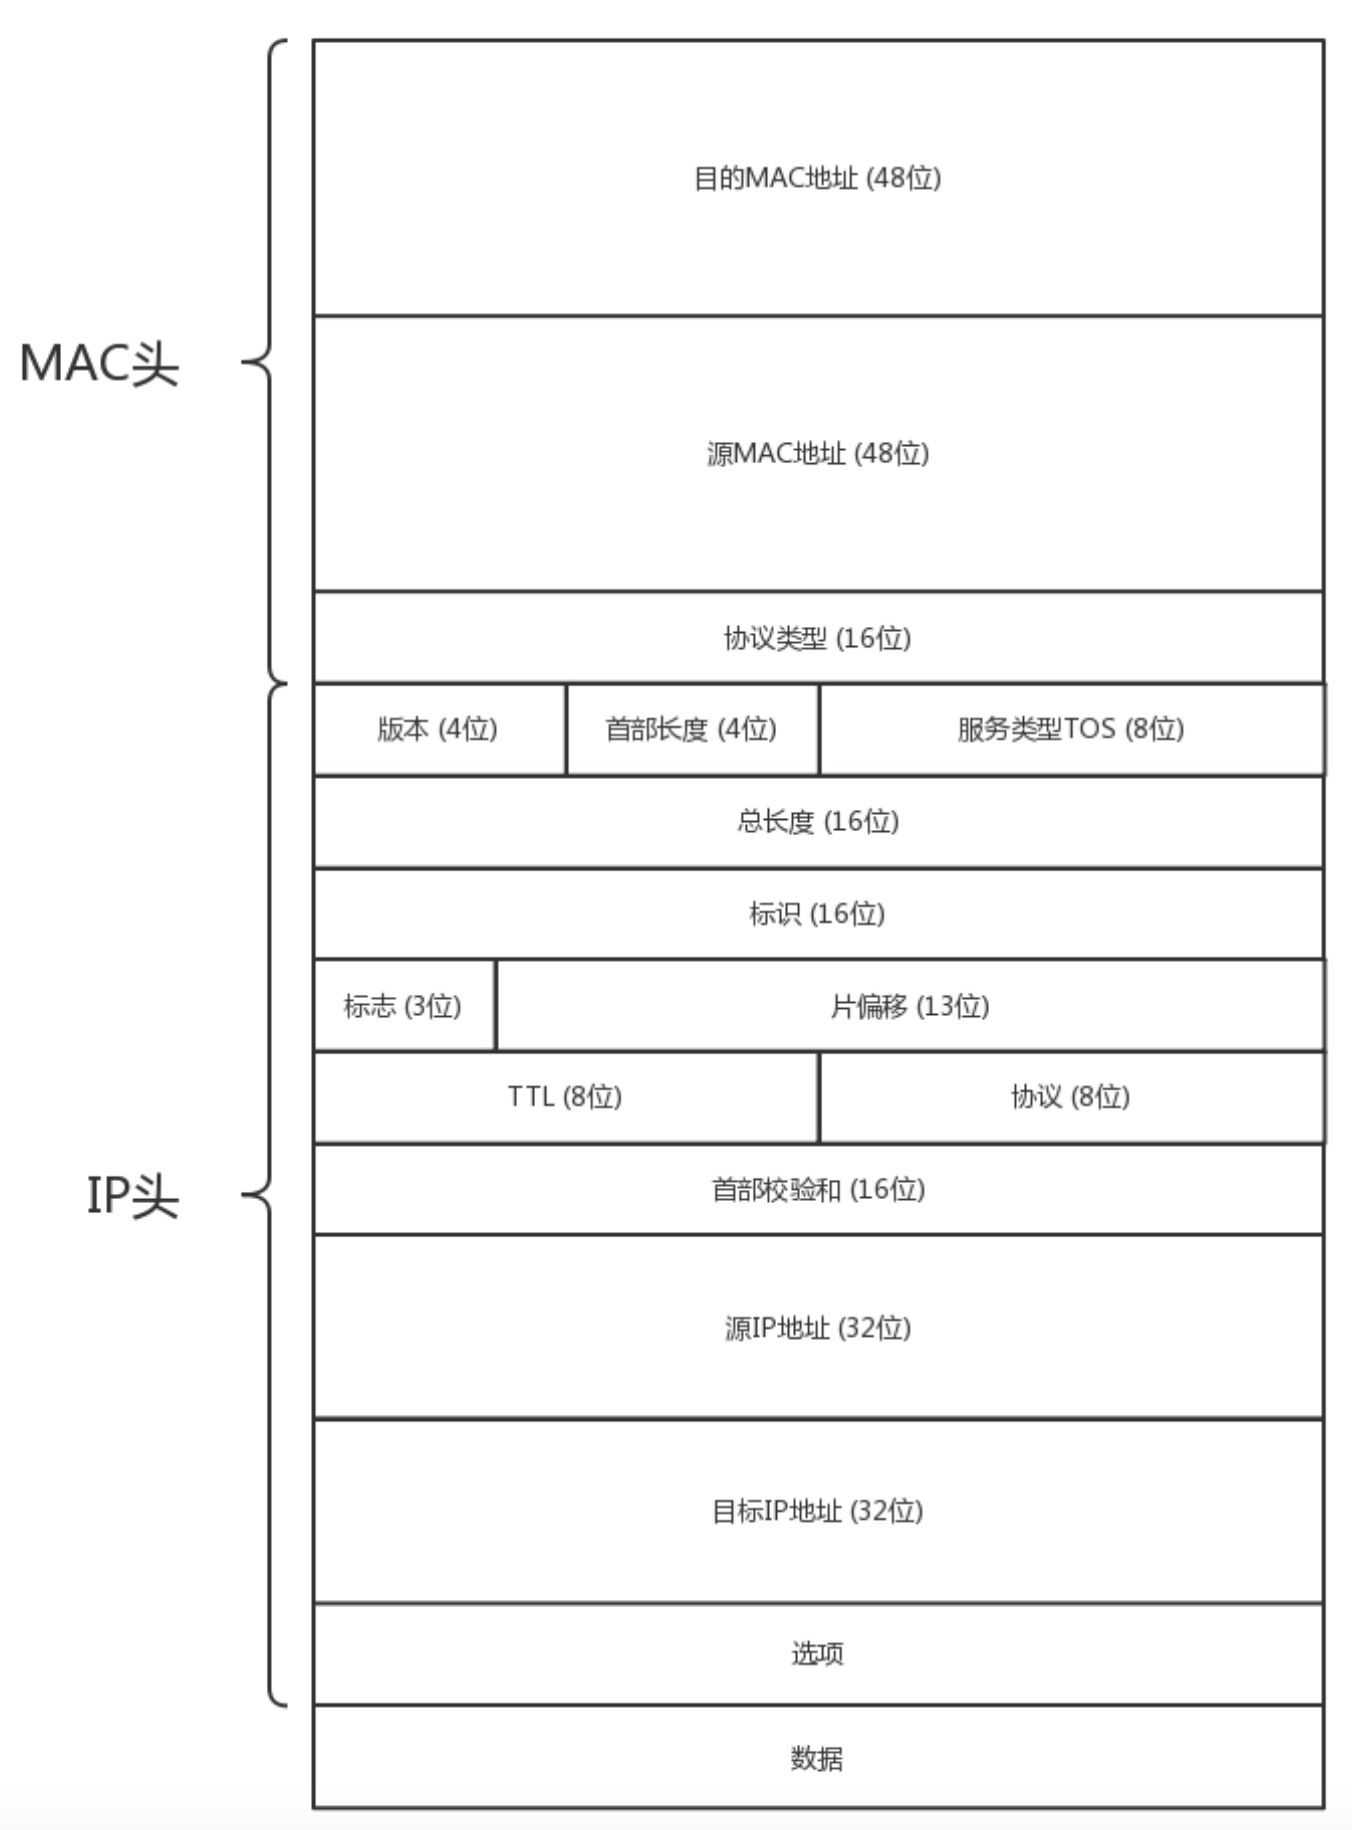 MAC头
目的MAC地址 (48位)
源MAC地址 (48位)
协议类型 (16位)
IP头
版本 (4位) 首部长度 (4位) 服务类型TOS (8位)
总长度 (16位)
标识 (16位)
标志 (3位) 片偏移 (13位)
TTL (8位) 协议 (8位)
首部校验和 (16位)
源IP地址 (32位)
目标IP地址 (32位)
选项
数据